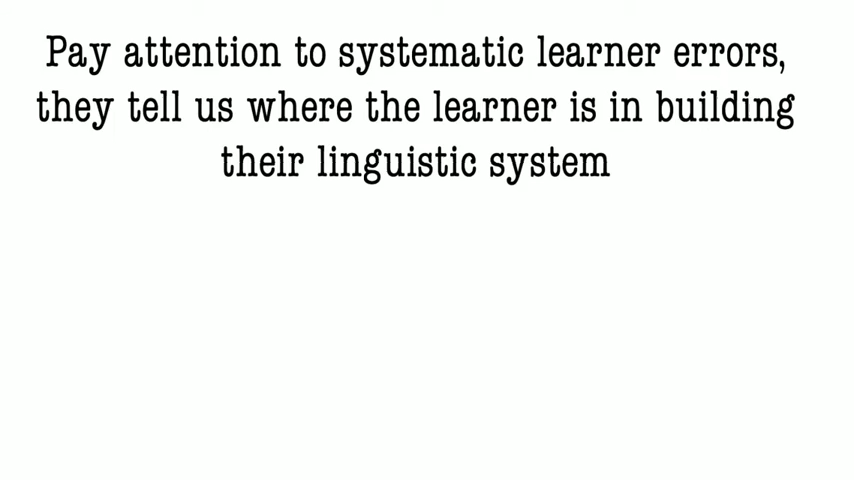 Pay attention to systematic learner errors,
they tell us where the learner is in building
their linguistic system